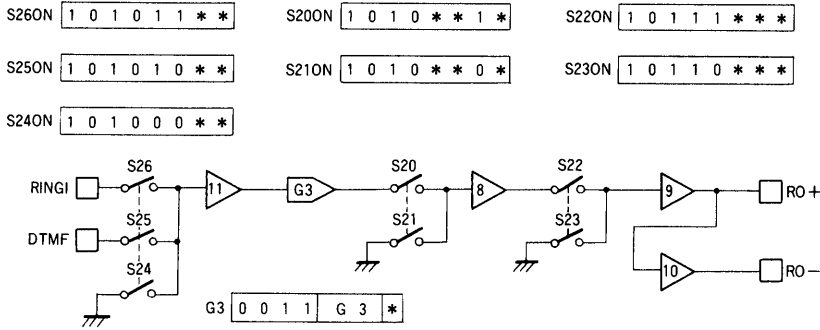 S26ON 1 0 1 0 1 1 * * S20ON 1 0 1 0 * * 1 * S22ON 1 0 1 1 1 * * *
S25ON 1 0 1 0 1 0 * * S21ON 1 0 1 0 * * 0 * S23ON 1 0 1 1 0 * * *
S24ON 1 0 1 0 0 0 * *
S26 S20 S22
RINGI 11 G3 8 9 RO+
S25 S21 S23
DTMF
S24 10 RO-
G3 0 0 1 1 G 3 *